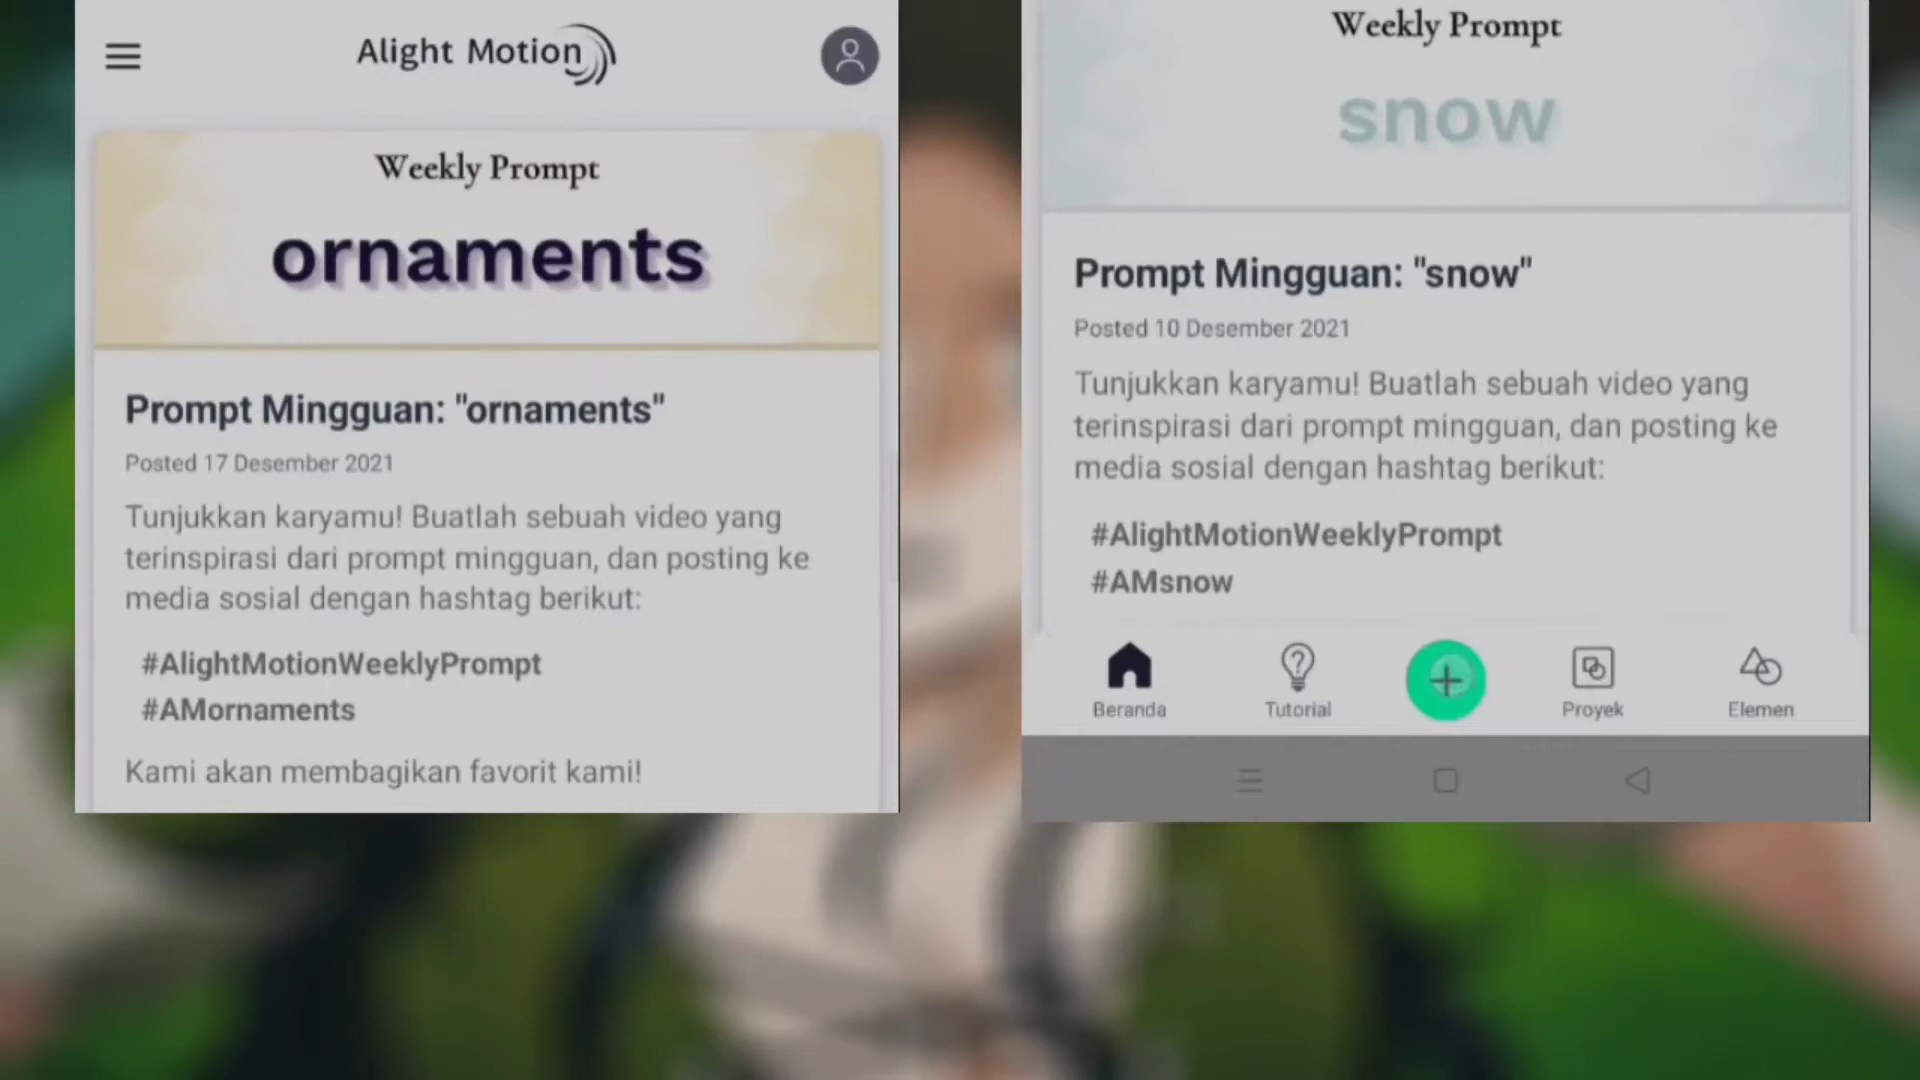 Alight Motion
Weekly Prompt
ornaments
Prompt Mingguan: "ornaments"
Posted 17 Desember 2021
Tunjukkan karyamu! Buatlah sebuah video yang
terinspirasi dari prompt mingguan, dan posting ke
media sosial dengan hashtag berikut:
#AlightMotionWeeklyPrompt
#AMornaments
Kami akan membagikan favorit kami!
Weekly Prompt
snow
Prompt Mingguan: "snow"
Posted 10 Desember 2021
Tunjukkan karyamu! Buatlah sebuah video yang
terinspirasi dari prompt mingguan, dan posting ke
media sosial dengan hashtag berikut:
#AlightMotionWeeklyPrompt
#AMsnow
Beranda
Tutorial
Proyek
Elemen